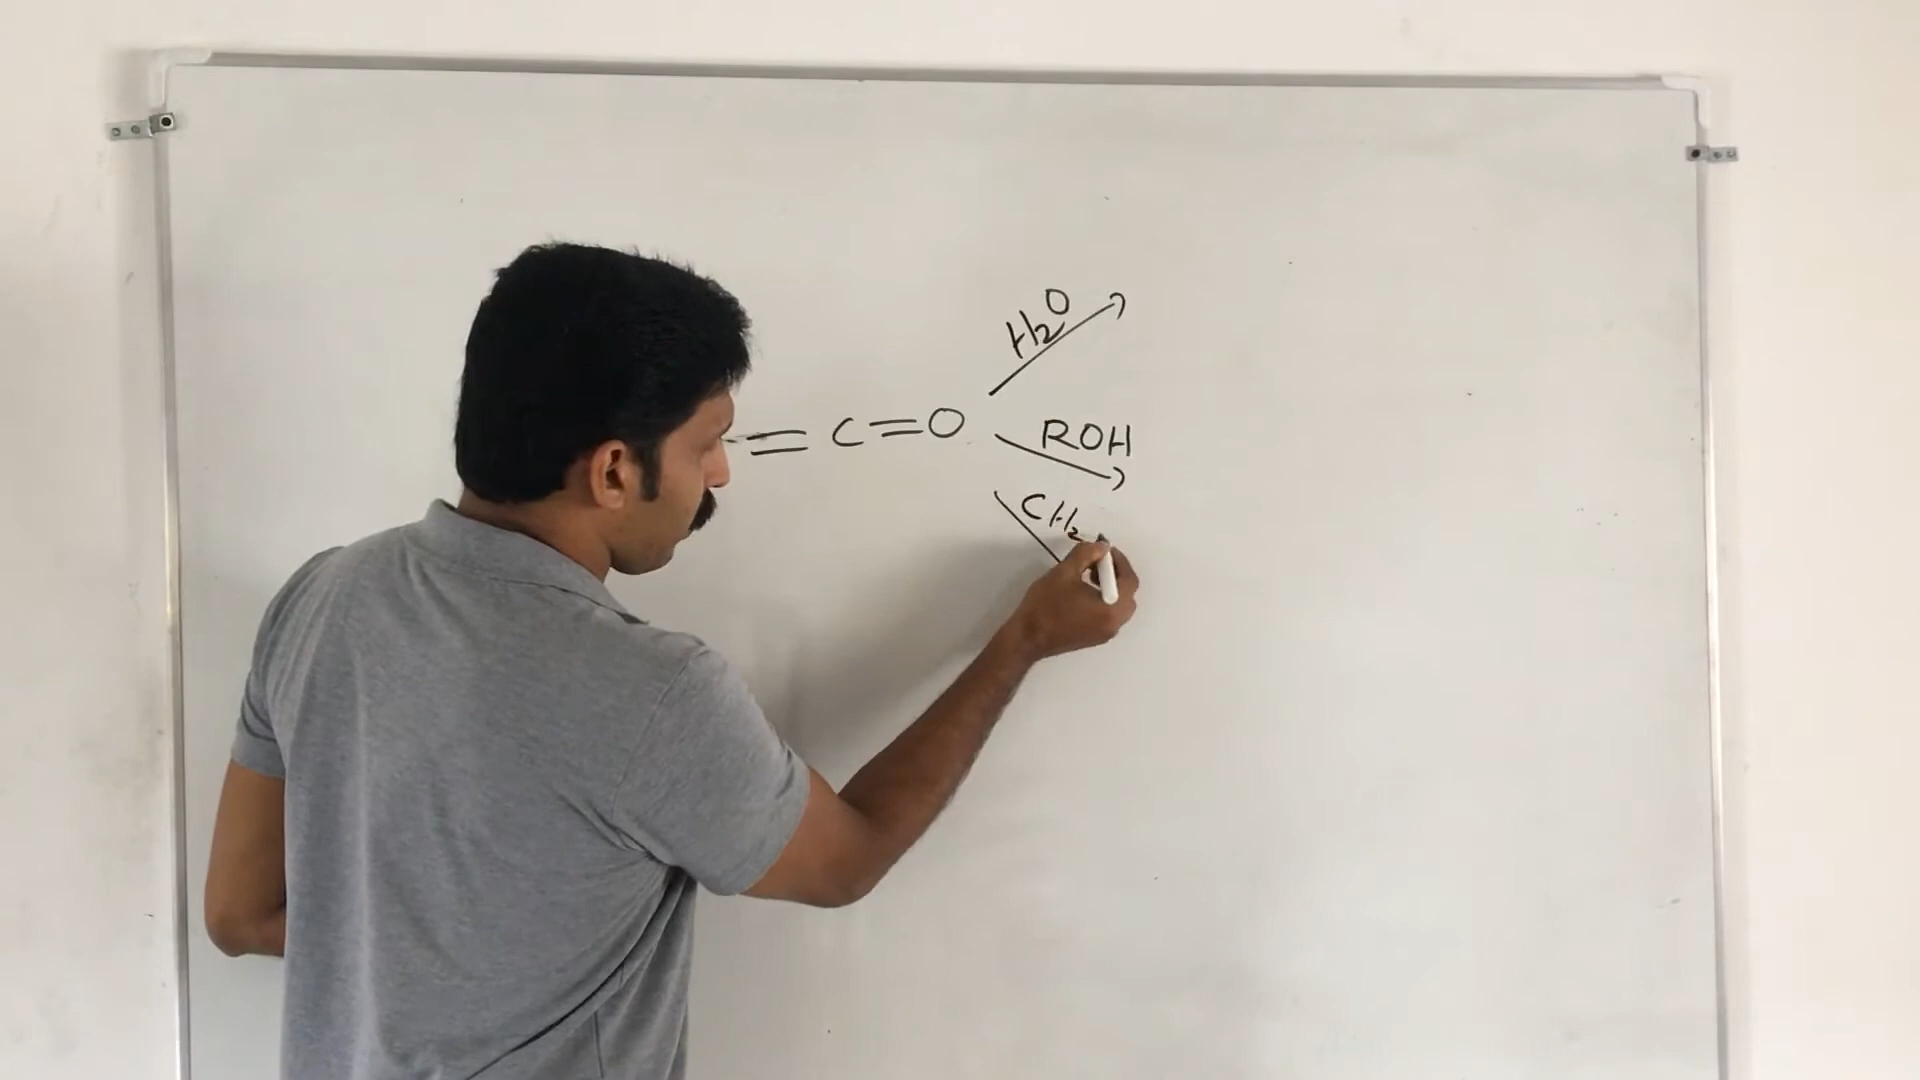 H₂O
= C = O
ROH
CH₂